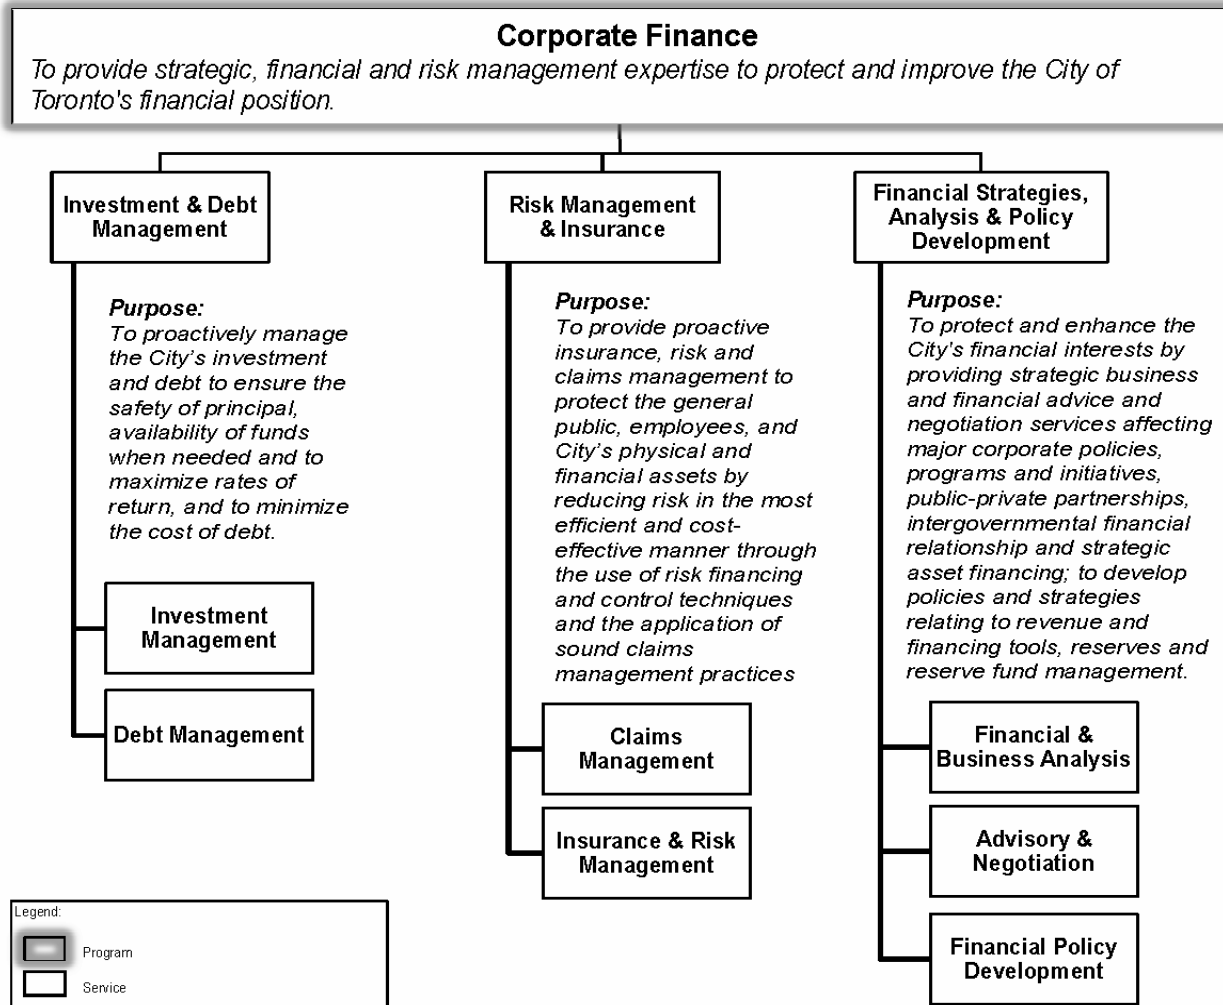 Corporate Finance
To provide strategic, financial and risk management expertise to protect and improve the City of
Toronto's financial position.
Investment & Debt
Management
Purpose:
To proactively manage
the City's investment
and debt to ensure the
safety of principal,
availability of funds
when needed and to
maximize rates of
return, and to minimize
the cost of debt.
Investment
Management
Debt Management
Risk Management
& Insurance
Purpose:
To provide proactive
insurance, risk and
claims management to
protect the general
public, employees, and
City's physical and
financial assets by
reducing risk in the most
efficient and cost-
effective manner through
the use of risk financing
and control techniques
and the application of
sound claims
management practices
Claims
Management
Insurance & Risk
Management
Financial Strategies,
Analysis & Policy
Development
Purpose:
To protect and enhance the
City's financial interests by
providing strategic business
and financial advice and
negotiation services affecting
major corporate policies,
programs and initiatives,
public-private partnerships,
intergovernmental financial
relationship and strategic
asset financing; to develop
policies and strategies
relating to revenue and
financing tools, reserves and
reserve fund management.
Financial &
Business Analysis
Advisory &
Negotiation
Financial Policy
Development
Legend:
Program
Service